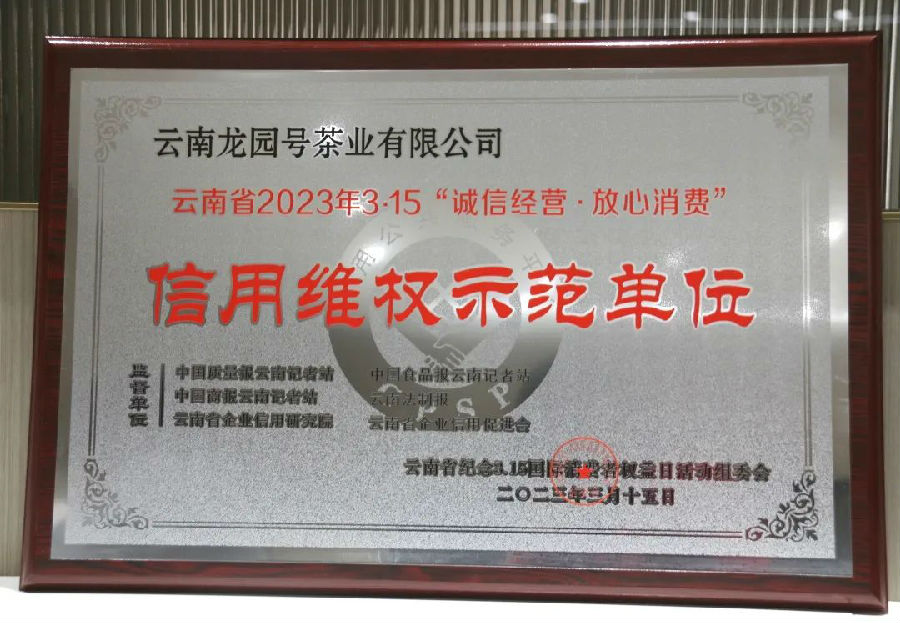 云南龙园号茶业有限公司
云南省2023年3·15“诚信经营·放心消费”
信用维权示范单位
监督单位
中国质量报云南记者站 中国食品报云南记者站
中国商报云南记者站 云南法制报
云南省企业信用研究院 云南省企业信用促进会
云南省纪念3.15国际消费者权益日活动组委会
二〇二三年三月十五日